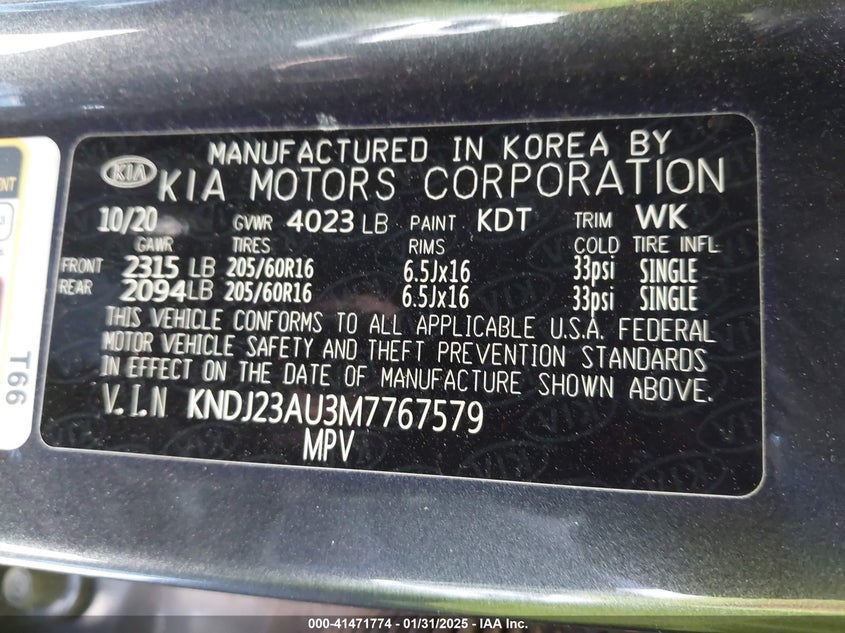 MANUFACTURED IN KOREA BY
KIA KIA MOTORS CORPORATION
10/20 GVWR 4023 LB PAINT KDT TRIM WK
GAWR TIRES RIMS COLD TIRE INFL
FRONT 2315 LB 205/60R16 6.5Jx16 33psi SINGLE
REAR 2094 LB 205/60R16 6.5Jx16 33psi SINGLE
THIS VEHICLE CONFORMS TO ALL APPLICABLE U.S.A. FEDERAL
MOTOR VEHICLE SAFETY AND THEFT PREVENTION STANDARDS
IN EFFECT ON THE DATE OF MANUFACTURE SHOWN ABOVE.
V.I.N KNDJ23AU3M7767579
MPV
T66
000-41471774 - 01/31/2025 - IAA Inc.